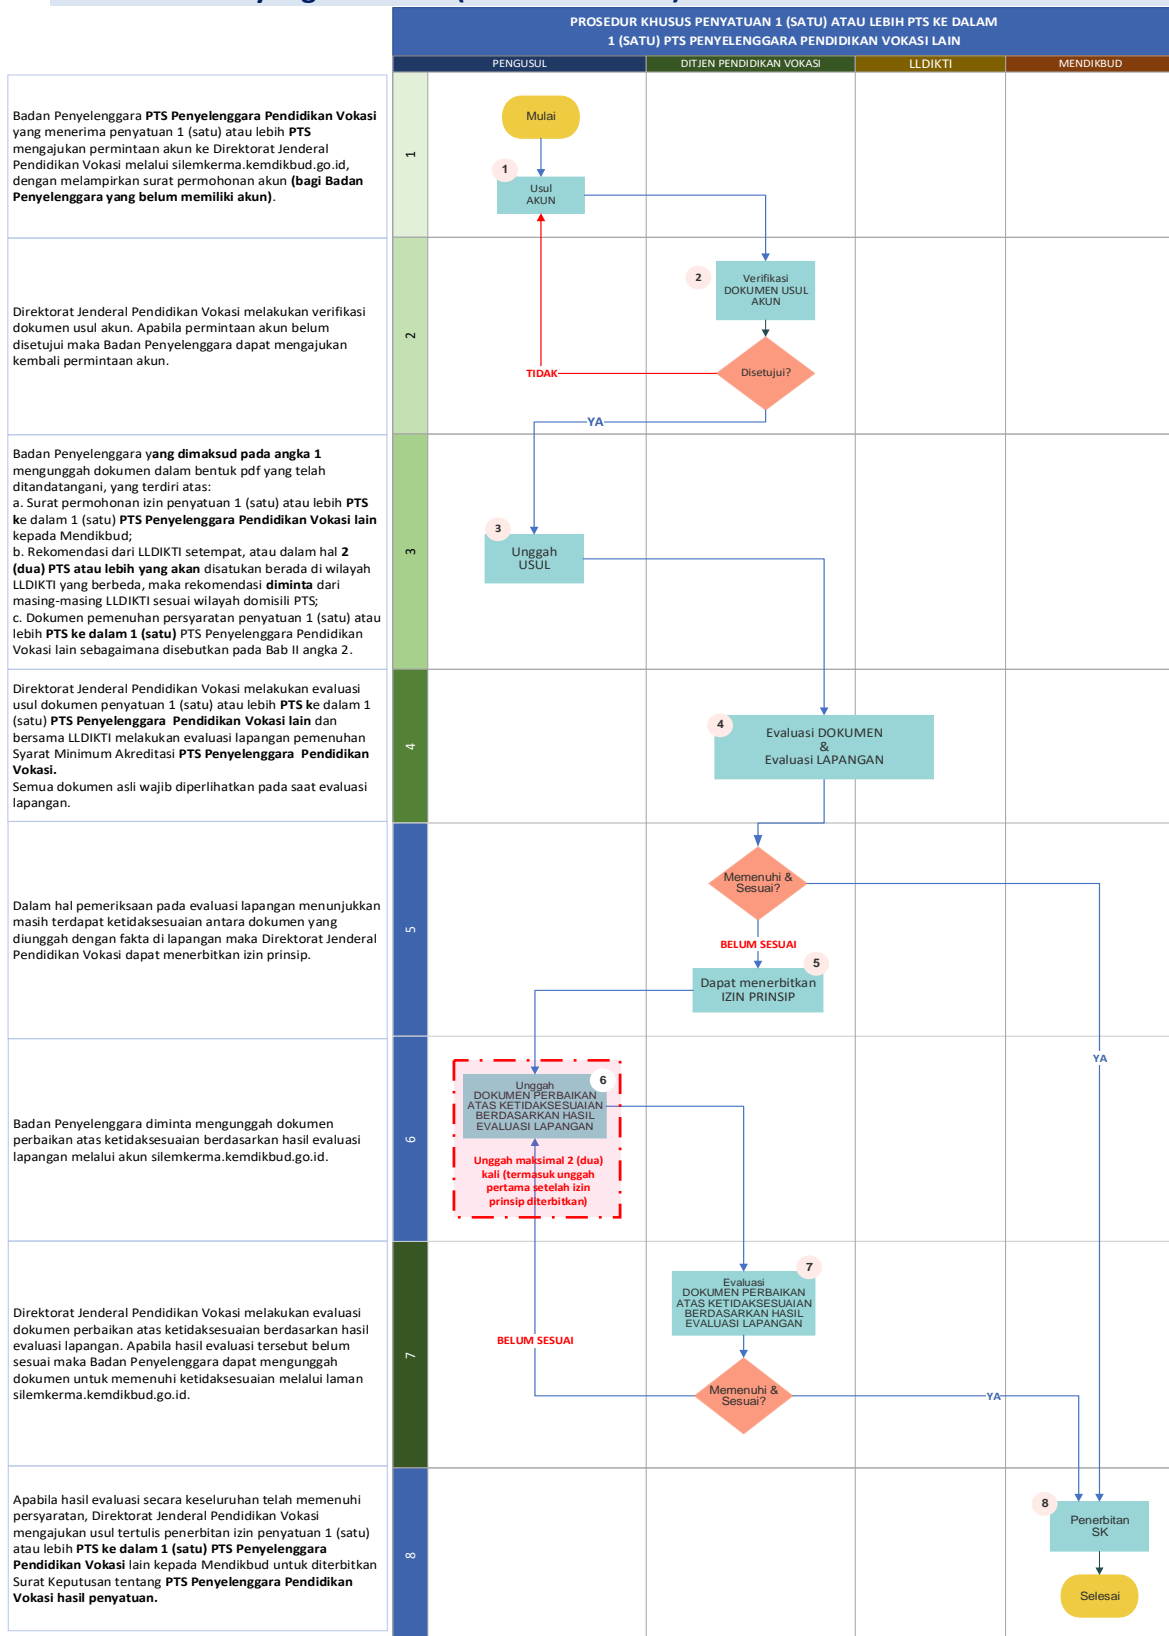 PROSEDUR KHUSUS PENYATUAN 1 (SATU) ATAU LEBIH PTS KE DALAM
1 (SATU) PTS PENYELENGGARA PENDIDIKAN VOKASI LAIN
PENGUSUL
DITJEN PENDIDIKAN VOKASI
LLDIKTI
MENDIKBUD
Badan Penyelenggara PTS Penyelenggara Pendidikan Vokasi
yang menerima penyatuan 1 (satu) atau lebih PTS
mengajukan permintaan akun ke Direktorat Jenderal
Pendidikan Vokasi melalui silemkerma.kemdikbud.go.id,
dengan melampirkan surat permohonan akun (bagi Badan
Penyelenggara yang belum memiliki akun).
1
Mulai
1
Usul
AKUN
Direktorat Jenderal Pendidikan Vokasi melakukan verifikasi
dokumen usul akun. Apabila permintaan akun belum
disetujui maka Badan Penyelenggara dapat mengajukan
kembali permintaan akun.
2
2
Verifikasi
DOKUMEN USUL
AKUN
Disetujui?
TIDAK
YA
Badan Penyelenggara yang dimaksud pada angka 1
mengunggah dokumen dalam bentuk pdf yang telah
ditandatangani, yang terdiri atas:
a. Surat permohonan izin penyatuan 1 (satu) atau lebih PTS
ke dalam 1 (satu) PTS Penyelenggara Pendidikan Vokasi lain
kepada Mendikbud;
b. Rekomendasi dari LLDIKTI setempat, atau dalam hal 2
(dua) PTS atau lebih yang akan disatukan berada di wilayah
LLDIKTI yang berbeda, maka rekomendasi diminta dari
masing-masing LLDIKTI sesuai wilayah domisili PTS;
c. Dokumen pemenuhan persyaratan penyatuan 1 (satu) atau
lebih PTS ke dalam 1 (satu) PTS Penyelenggara Pendidikan
Vokasi lain sebagaimana disebutkan pada Bab II angka 2.
3
3
Unggah
USUL
Direktorat Jenderal Pendidikan Vokasi melakukan evaluasi
usul dokumen penyatuan 1 (satu) atau lebih PTS ke dalam 1
(satu) PTS Penyelenggara Pendidikan Vokasi lain dan
bersama LLDIKTI melakukan evaluasi lapangan pemenuhan
Syarat Minimum Akreditasi PTS Penyelenggara Pendidikan
Vokasi.
Semua dokumen asli wajib diperlihatkan pada saat evaluasi
lapangan.
4
4
Evaluasi DOKUMEN
&
Evaluasi LAPANGAN
Dalam hal pemeriksaan pada evaluasi lapangan menunjukkan
masih terdapat ketidaksesuaian antara dokumen yang
diunggah dengan fakta di lapangan maka Direktorat Jenderal
Pendidikan Vokasi dapat menerbitkan izin prinsip.
5
Memenuhi &
Sesuai?
BELUM SESUAI
5
Dapat menerbitkan
IZIN PRINSIP
YA
Badan Penyelenggara diminta mengunggah dokumen
perbaikan atas ketidaksesuaian berdasarkan hasil evaluasi
lapangan melalui akun silemkerma.kemdikbud.go.id.
6
6
Unggah
DOKUMEN PERBAIKAN
ATAS KETIDAKSESUAIAN
BERDASARKAN HASIL
EVALUASI LAPANGAN
Unggah maksimal 2 (dua)
kali (termasuk unggah
pertama setelah izin
prinsip diterbitkan)
Direktorat Jenderal Pendidikan Vokasi melakukan evaluasi
dokumen perbaikan atas ketidaksesuaian berdasarkan hasil
evaluasi lapangan. Apabila hasil evaluasi tersebut belum
sesuai maka Badan Penyelenggara dapat mengunggah
dokumen untuk memenuhi ketidaksesuaian melalui laman
silemkerma.kemdikbud.go.id.
7
7
Evaluasi
DOKUMEN PERBAIKAN
ATAS KETIDAKSESUAIAN
BERDASARKAN HASIL
EVALUASI LAPANGAN
BELUM SESUAI
Memenuhi &
Sesuai?
YA
Apabila hasil evaluasi secara keseluruhan telah memenuhi
persyaratan, Direktorat Jenderal Pendidikan Vokasi
mengajukan usul tertulis penerbitan izin penyatuan 1 (satu)
atau lebih PTS ke dalam 1 (satu) PTS Penyelenggara
Pendidikan Vokasi lain kepada Mendikbud untuk diterbitkan
Surat Keputusan tentang PTS Penyelenggara Pendidikan
Vokasi hasil penyatuan.
8
8
Penerbitan
SK
Selesai